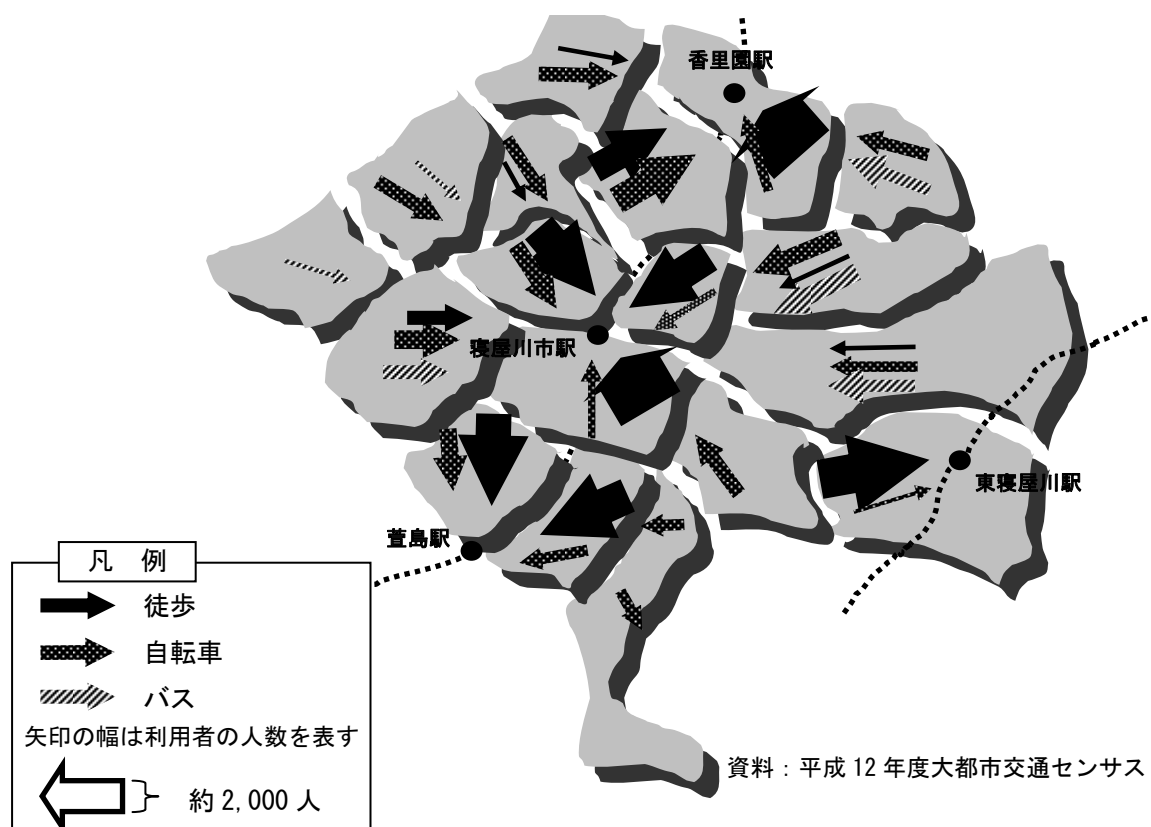 香里園駅
寝屋川市駅
東寝屋川駅
萱島駅
凡 例
徒歩
自転車
バス
矢印の幅は利用者の人数を表す
約 2,000 人
資料：平成 12 年度大都市交通センサス